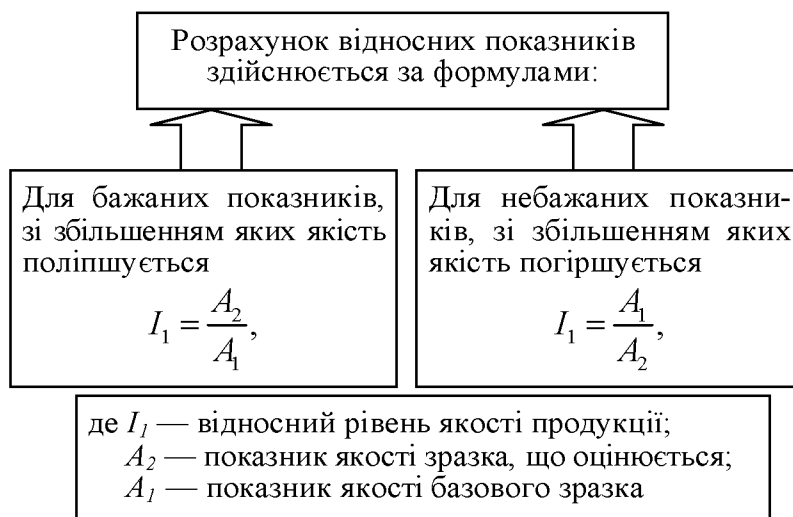 Розрахунок відносних показників
здійснюється за формулами:
Для бажаних показників,
зі збільшенням яких якість
поліпшується
I₁ = A₂/A₁,
Для небажаних показни-
ків, зі збільшенням яких
якість погіршується
I₁ = A₁/A₂,
де I₁ — відносний рівень якості продукції;
A₂ — показник якості зразка, що оцінюється;
A₁ — показник якості базового зразка